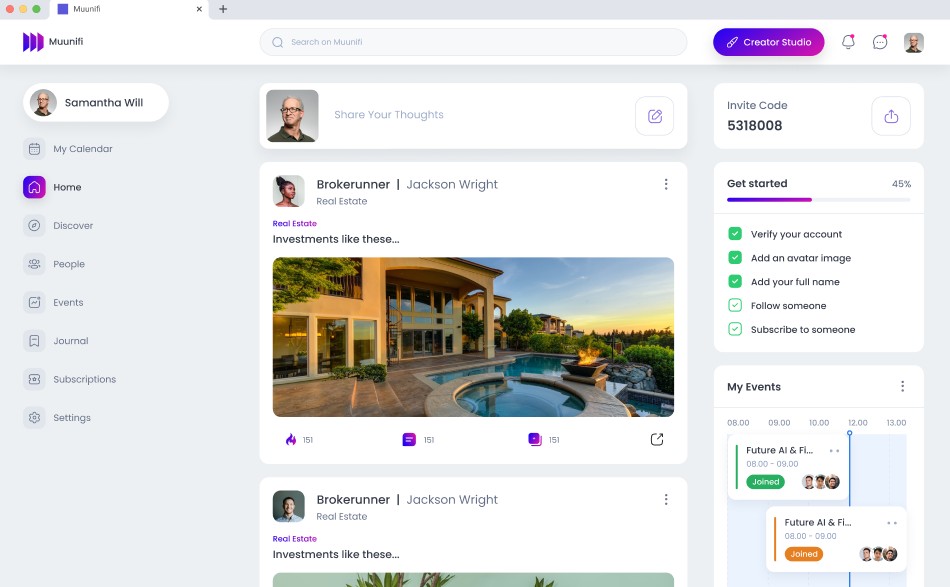 Muunifi
Muunifi
Search on Muunifi
Creator Studio
Samantha Will
My Calendar
Home
Discover
People
Events
Journal
Subscriptions
Settings
Share Your Thoughts
Brokerunner | Jackson Wright
Real Estate
Real Estate
Investments like these...
151
151
151
Brokerunner | Jackson Wright
Real Estate
Real Estate
Investments like these...
Invite Code
5318008
Get started
45%
Verify your account
Add an avatar image
Add your full name
Follow someone
Subscribe to someone
My Events
08.00 09.00 10.00 12.00 13.00
Future AI & Fi...
08.00 - 09.00
Joined
Future AI & Fi...
08.00 - 09.00
Joined